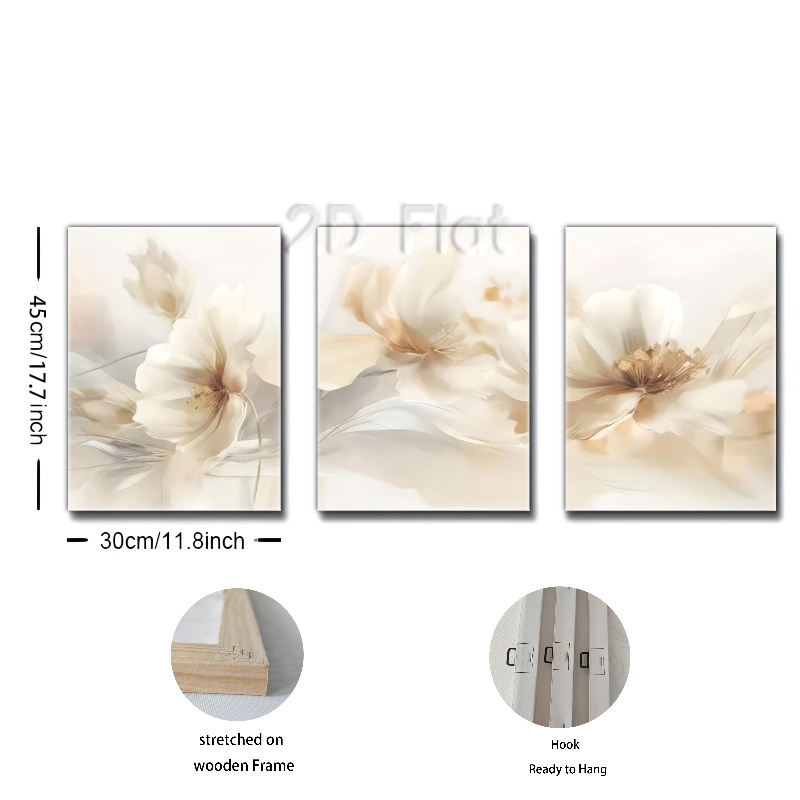 2D Flat
45cm/17.7inch
30cm/11.8inch
stretched on
wooden Frame
Hook
Ready to Hang